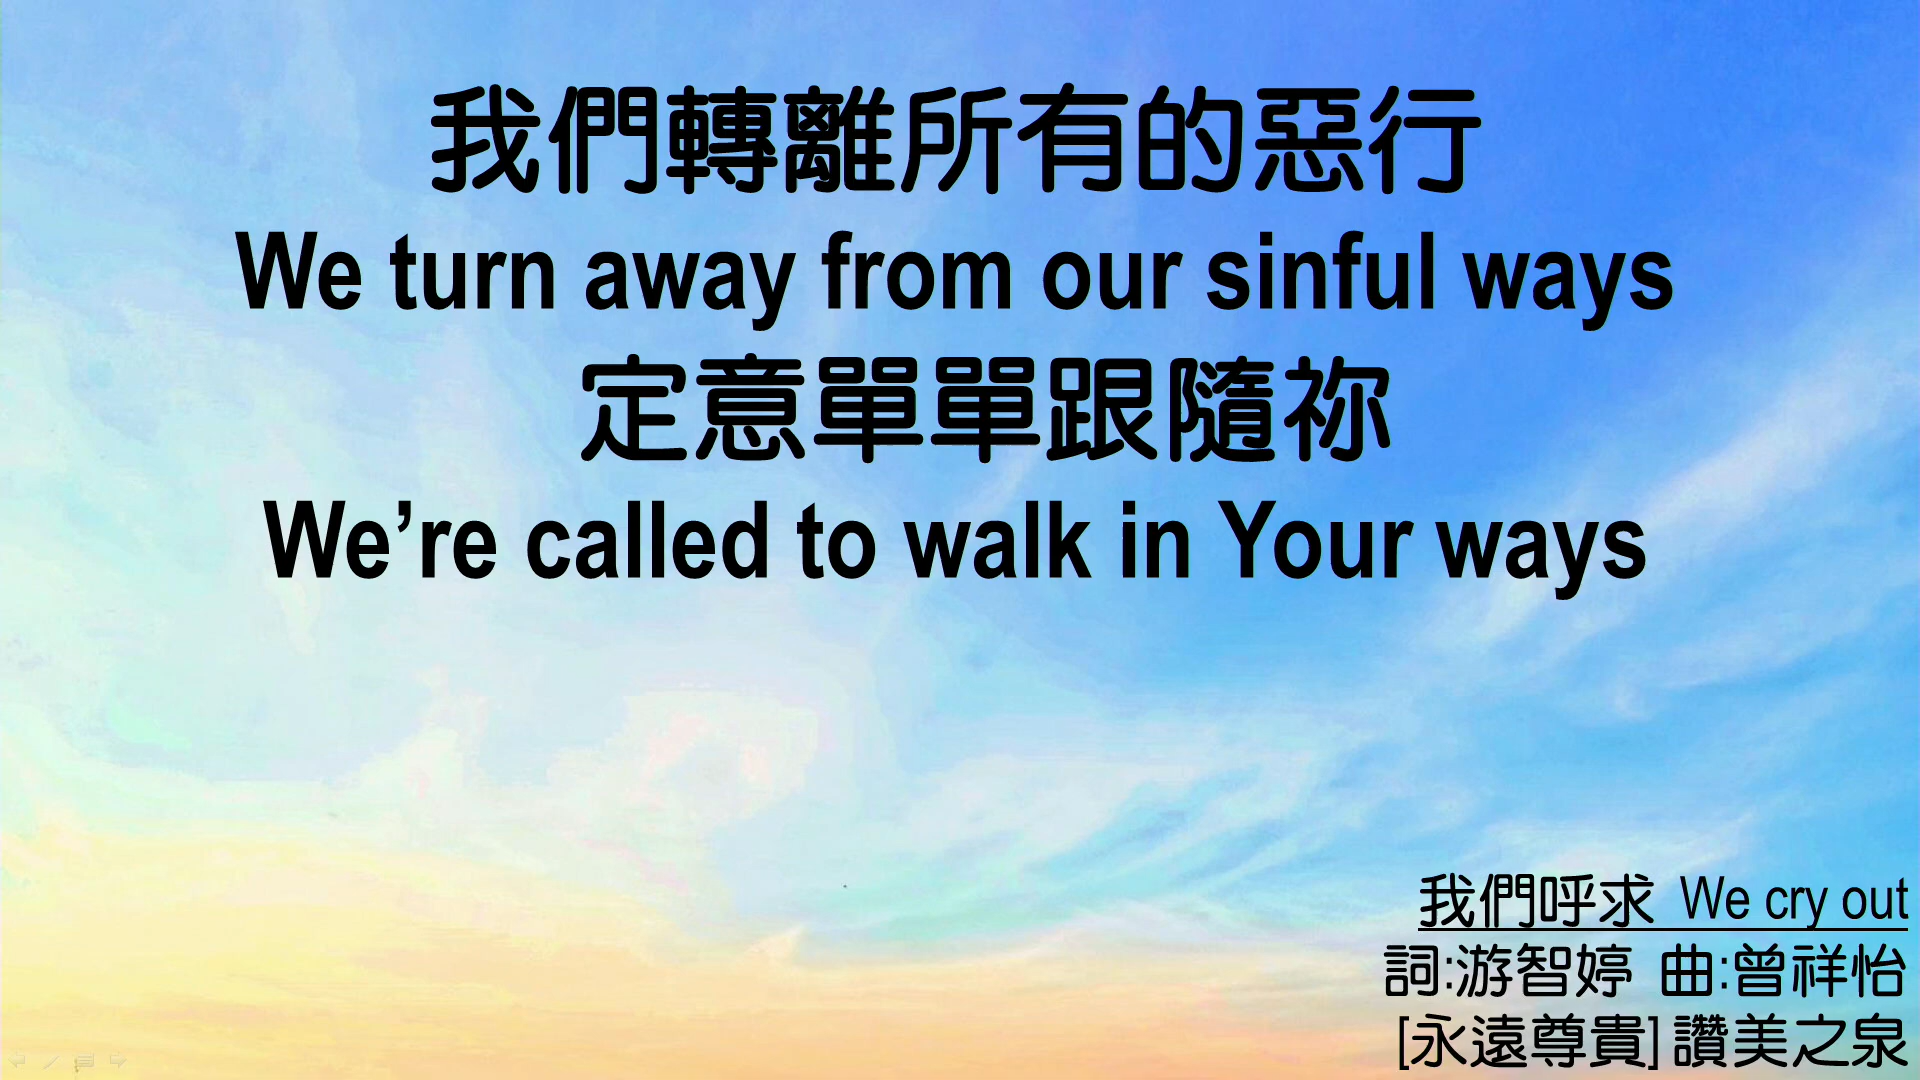 我們轉離所有的惡行
We turn away from our sinful ways
定意單單跟隨祢
We’re called to walk in Your ways
我們呼求 We cry out
詞:游智婷 曲:曾祥怡
[永遠尊貴] 讚美之泉